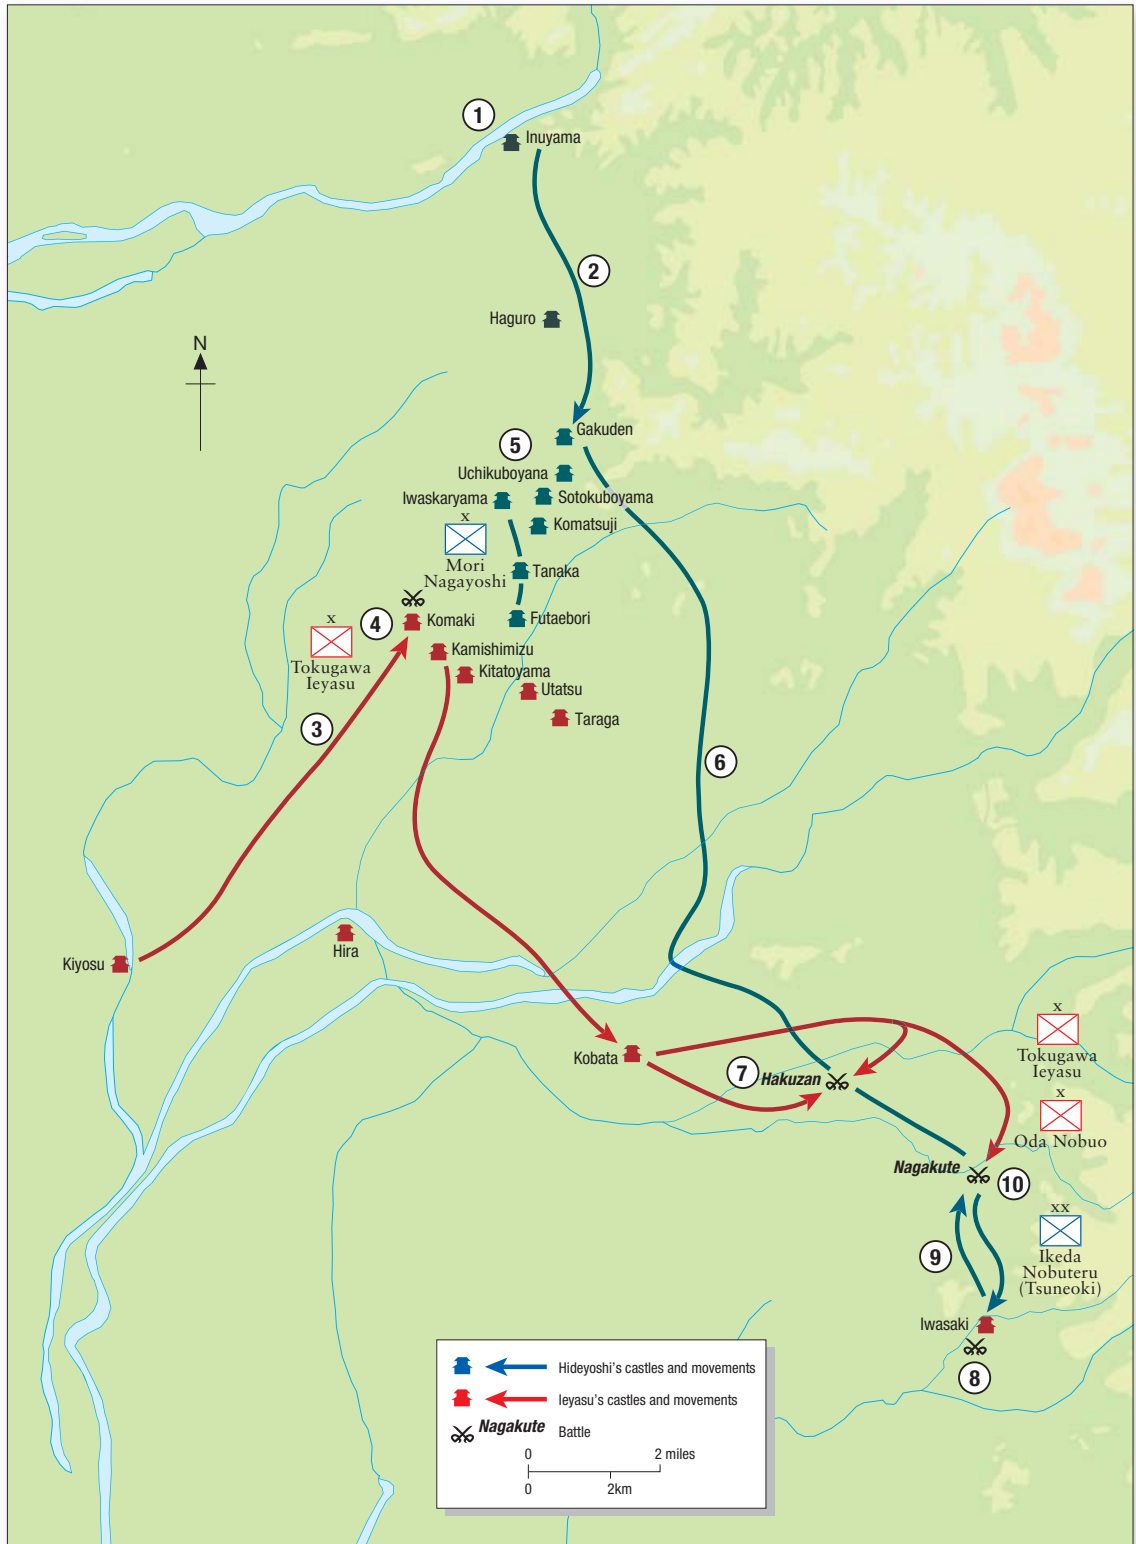 1
Inuyama
2
Haguro
N
Gakuden
5
Uchikuboyana
Iwaskaryama
Sotokuboyama
x
Komatsuji
Mori
Nagayoshi
Tanaka
x
4
Komaki
Futaebori
Tokugawa
Ieyasu
Kamishimizu
Kitatoyama
Utatsu
Taraga
3
6
Hira
Kiyosu
x
Tokugawa
Ieyasu
Kobata
7
Hakuzan
x
Oda Nobuo
Nagakute
10
xx
Ikeda
Nobuteru
(Tsuneoki)
9
Iwasaki
8
Hideyoshi's castles and movements
Ieyasu's castles and movements
Nagakute Battle
0 2 miles
0 2km